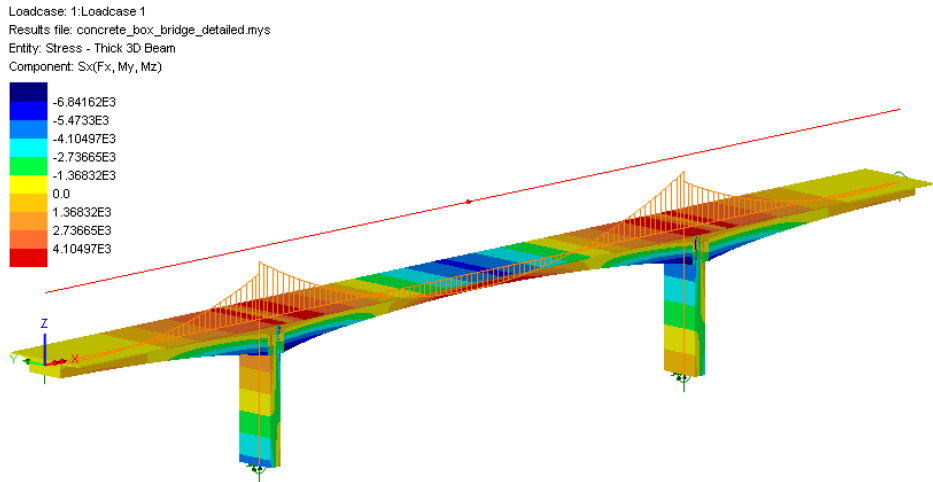 Loadcase: 1:Loadcase 1
Results file: concrete_box_bridge_detailed.mys
Entity: Stress - Thick 3D Beam
Component: Sx(Fx, My, Mz)
-6.84162E3
-5.4733E3
-4.10497E3
-2.73665E3
-1.36832E3
0.0
1.36832E3
2.73665E3
4.10497E3
Z
Y X